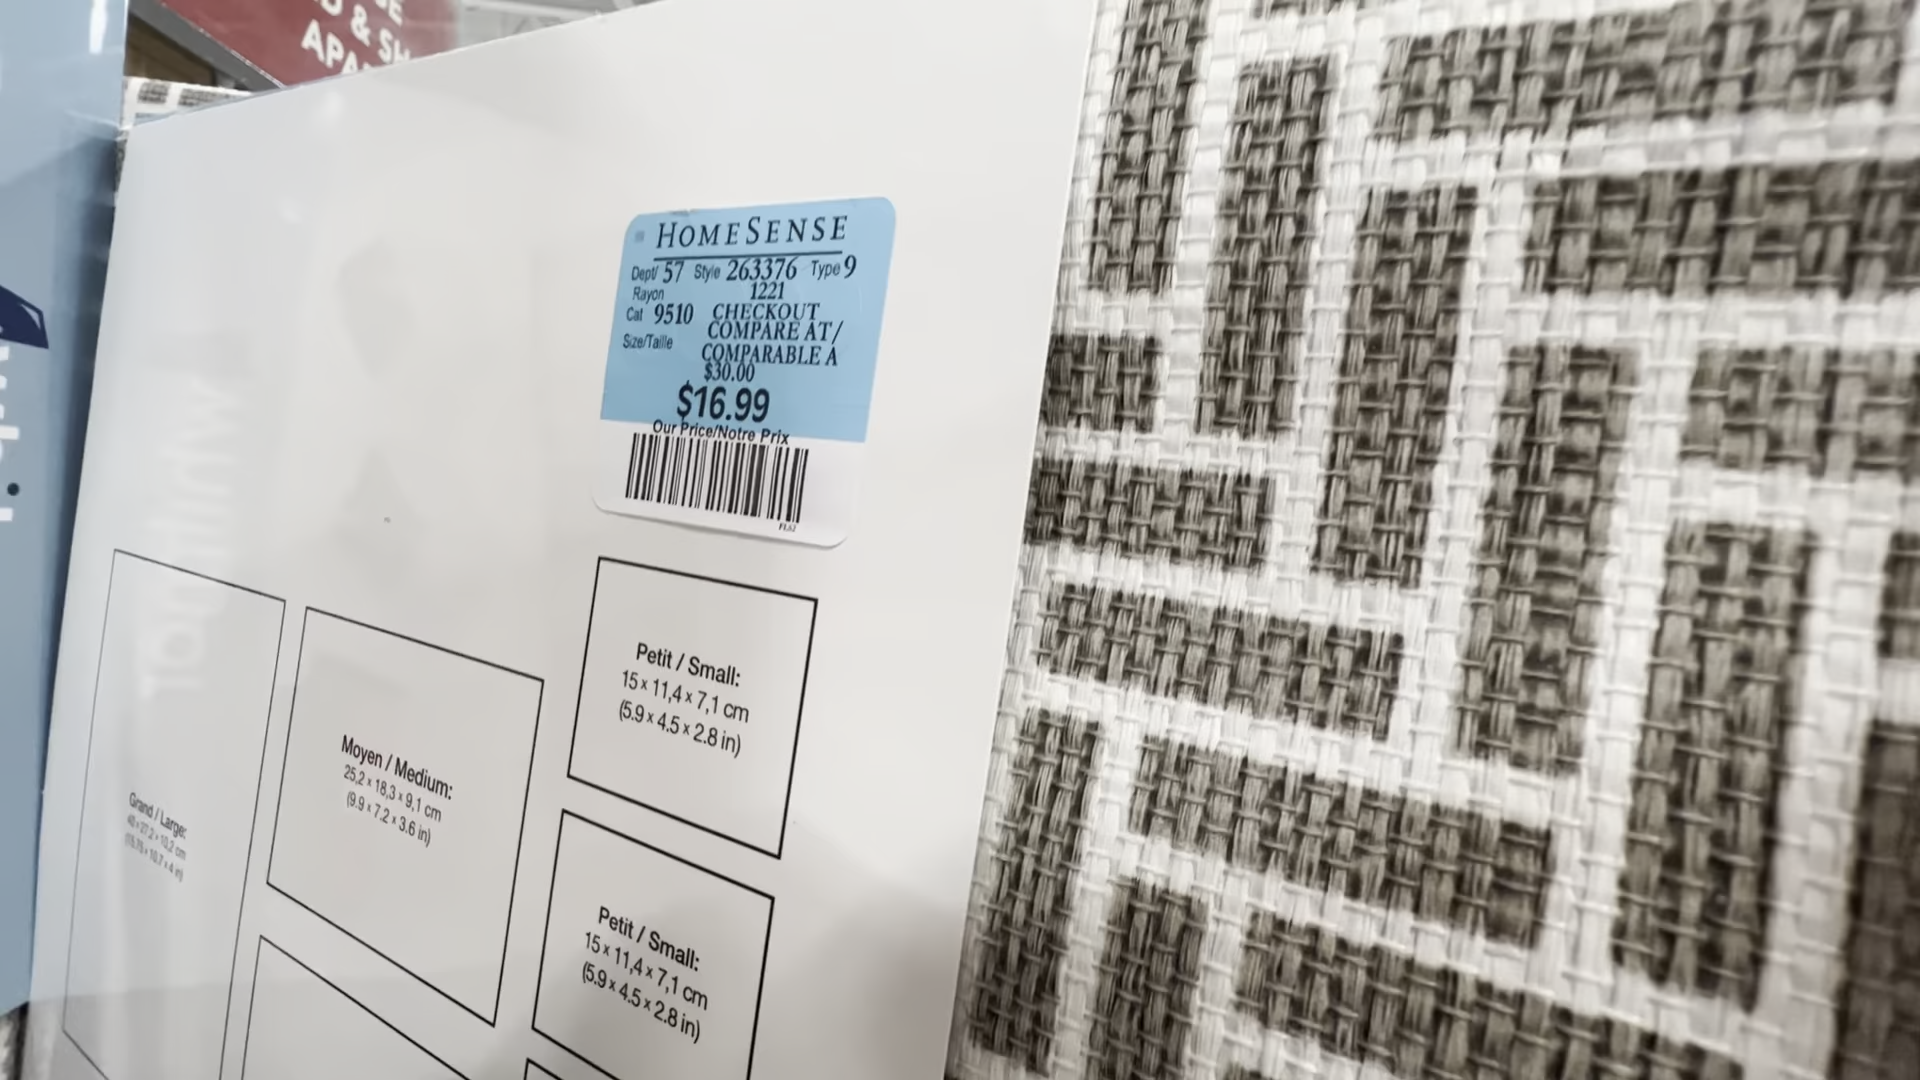 & SH
HOMESENSE
Dept/ 57 Style 263376 Type 9
Rayon 1221
Cat 9510 CHECKOUT
COMPARE AT/
Size/Taille COMPARABLE A
$30.00
$16.99
Our Price/Notre Prix
Petit / Small:
15 x 11,4 x 7,1 cm
(5.9 x 4.5 x 2.8 in)
Moyen / Medium:
25,2 x 18,3 x 9,1 cm
(9.9 x 7.2 x 3.6 in)
Grand / Large:
Petit / Small:
15 x 11,4 x 7,1 cm
(5.9 x 4.5 x 2.8 in)